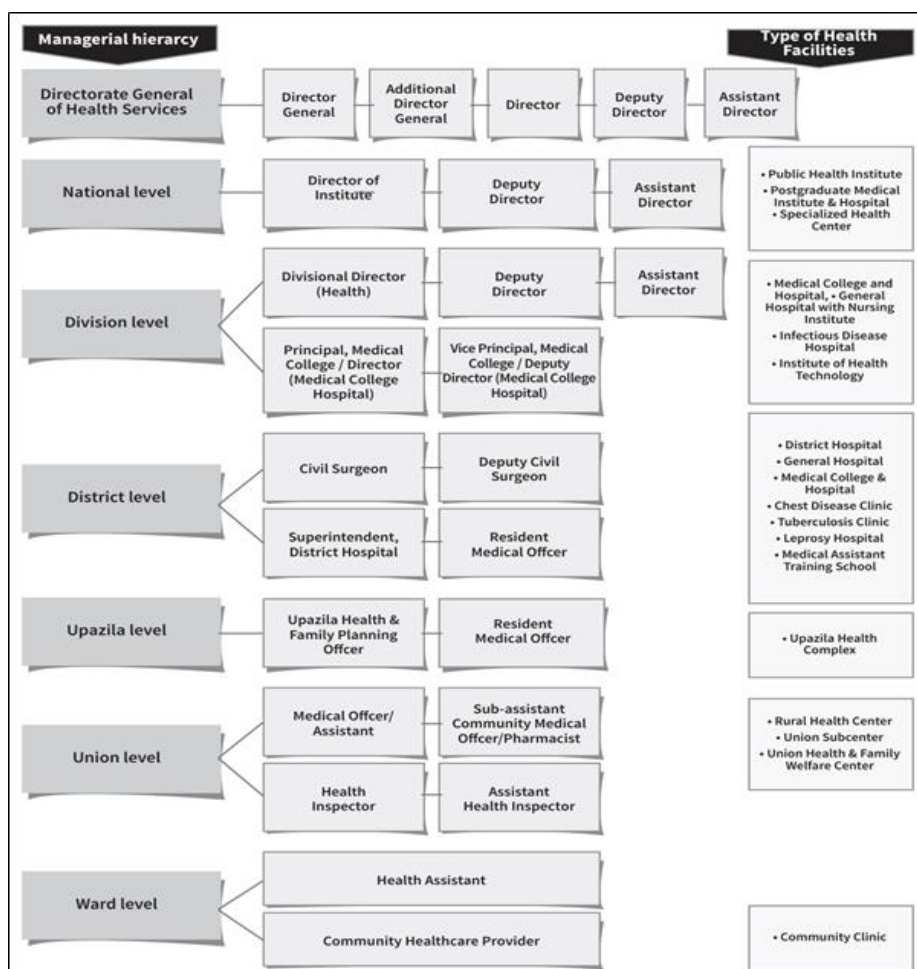 Managerial hierarcy
Type of Health
Facilities
Directorate General
of Health Services
Director
General
Additional
Director
General
Director
Deputy
Director
Assistant
Director
National level
Director of
Institute
Deputy
Director
Assistant
Director
• Public Health Institute
• Postgraduate Medical
Institute & Hospital
• Specialized Health
Center
Division level
Divisional Director
(Health)
Deputy
Director
Assistant
Director
Principal, Medical
College / Director
(Medical College
Hospital)
Vice Principal, Medical
College / Deputy
Director (Medical College
Hospital)
• Medical College and
Hospital, • General
Hospital with Nursing
Institute
• Infectious Disease
Hospital
• Institute of Health
Technology
District level
Civil Surgeon
Deputy Civil
Surgeon
Superintendent,
District Hospital
Resident
Medical Offcer
• District Hospital
• General Hospital
• Medical College &
Hospital
• Chest Disease Clinic
• Tuberculosis Clinic
• Leprosy Hospital
• Medical Assistant
Training School
Upazila level
Upazila Health &
Family Planning
Offcer
Resident
Medical Offcer
• Upazila Health
Complex
Union level
Medical Offcer/
Assistant
Sub-assistant
Community Medical
Offcer/Pharmacist
Health
Inspector
Assistant
Health Inspector
• Rural Health Center
• Union Subcenter
• Union Health & Family
Welfare Center
Ward level
Health Assistant
Community Healthcare Provider
• Community Clinic